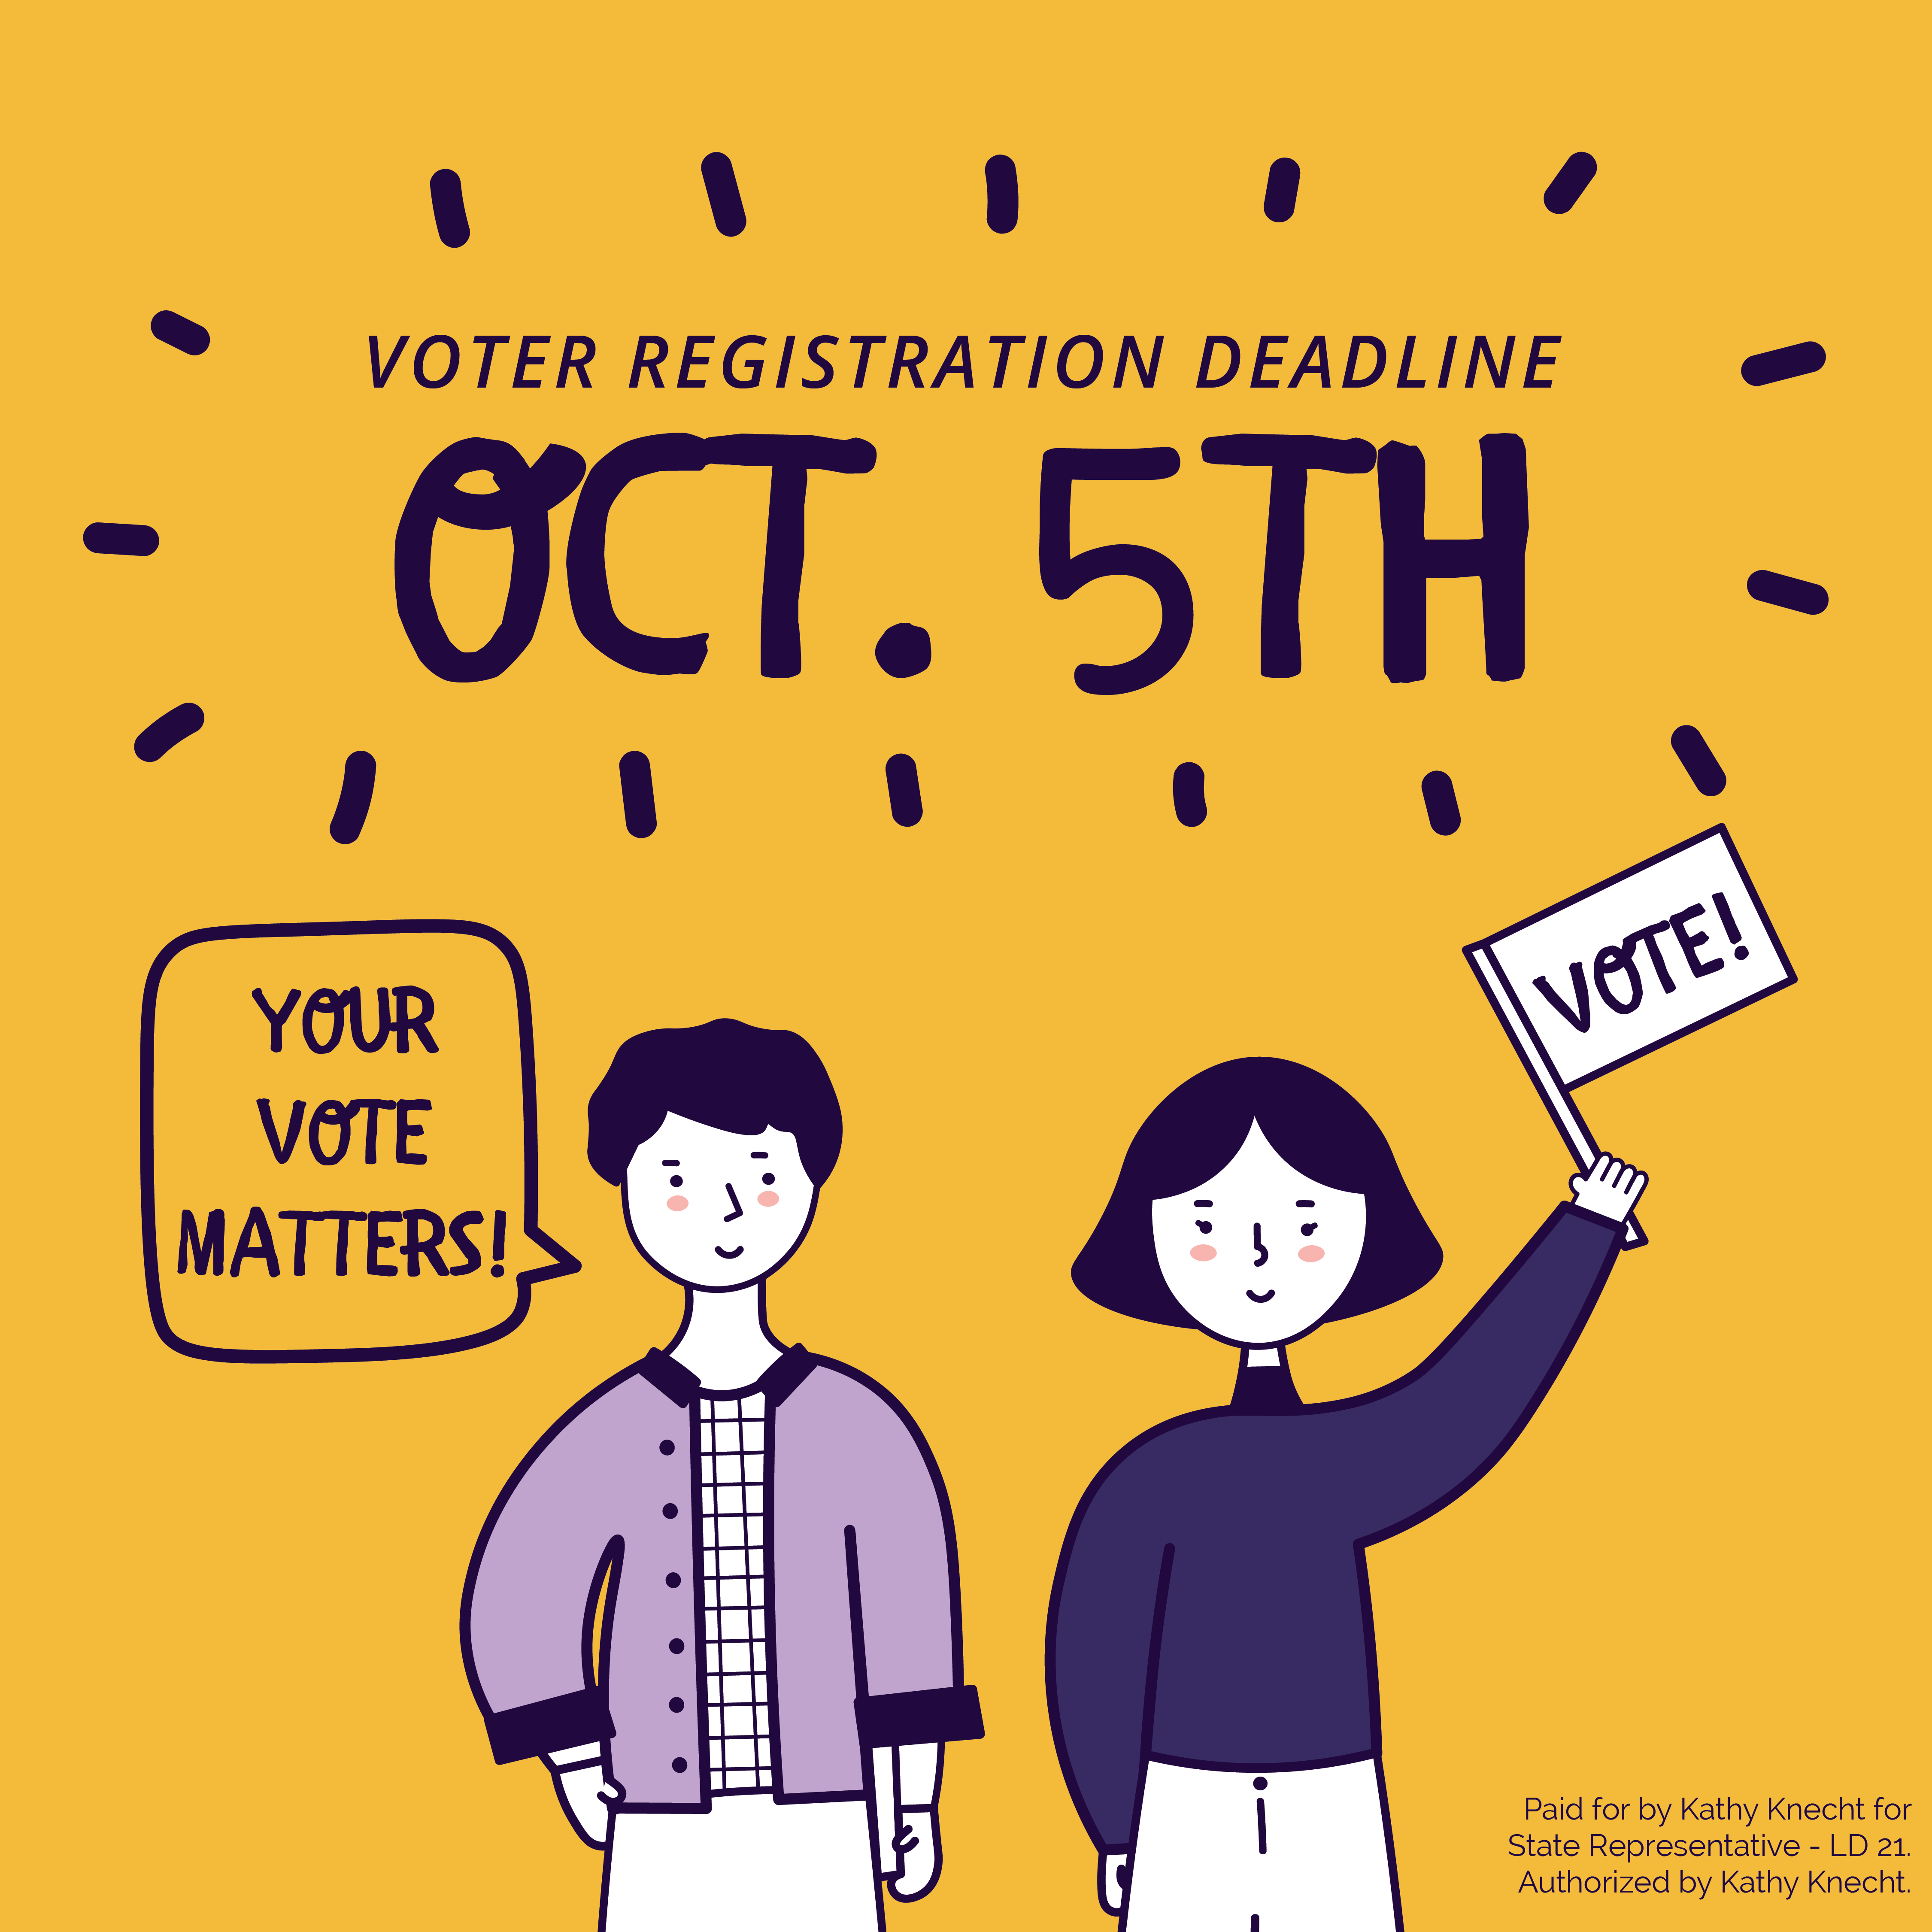 VOTER REGISTRATION DEADLINE
OCT. 5TH
VOTE!
YOUR
VOTE
MATTERS!
Paid for by Kathy Knecht for
State Representative - LD 21.
Authorized by Kathy Knecht.